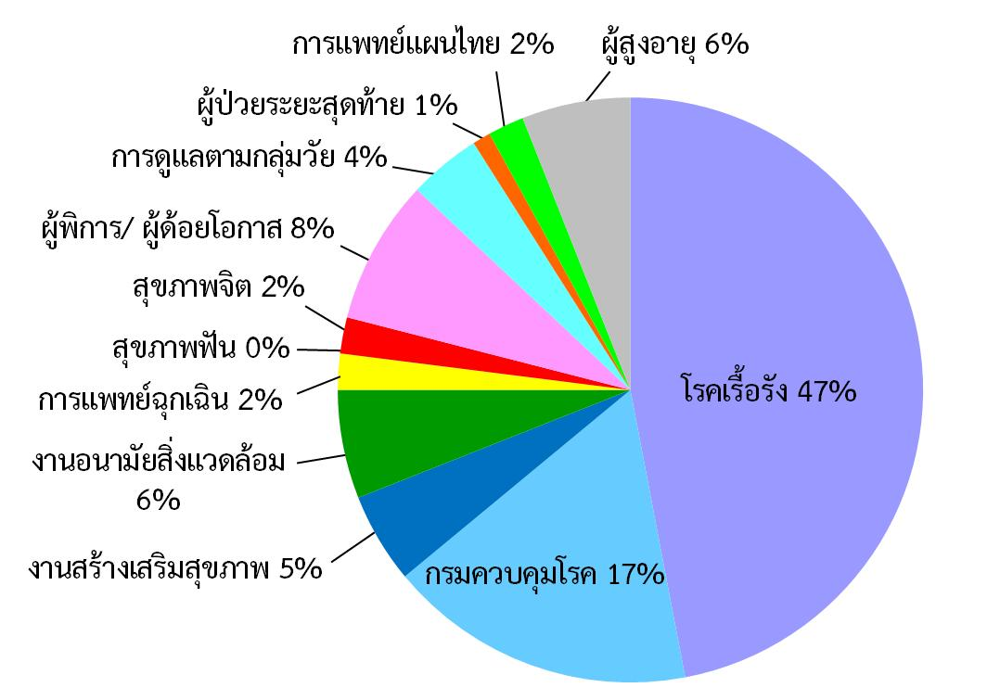 การแพทย์แผนไทย 2%
ผู้สูงอายุ 6%
ผู้ป่วยระยะสุดท้าย 1%
การดูแลตามกลุ่มวัย 4%
ผู้พิการ/ ผู้ด้อยโอกาส 8%
สุขภาพจิต 2%
สุขภาพฟัน 0%
การแพทย์ฉุกเฉิน 2%
งานอนามัยสิ่งแวดล้อม
6%
งานสร้างเสริมสุขภาพ 5%
กรมควบคุมโรค 17%
โรคเรื้อรัง 47%